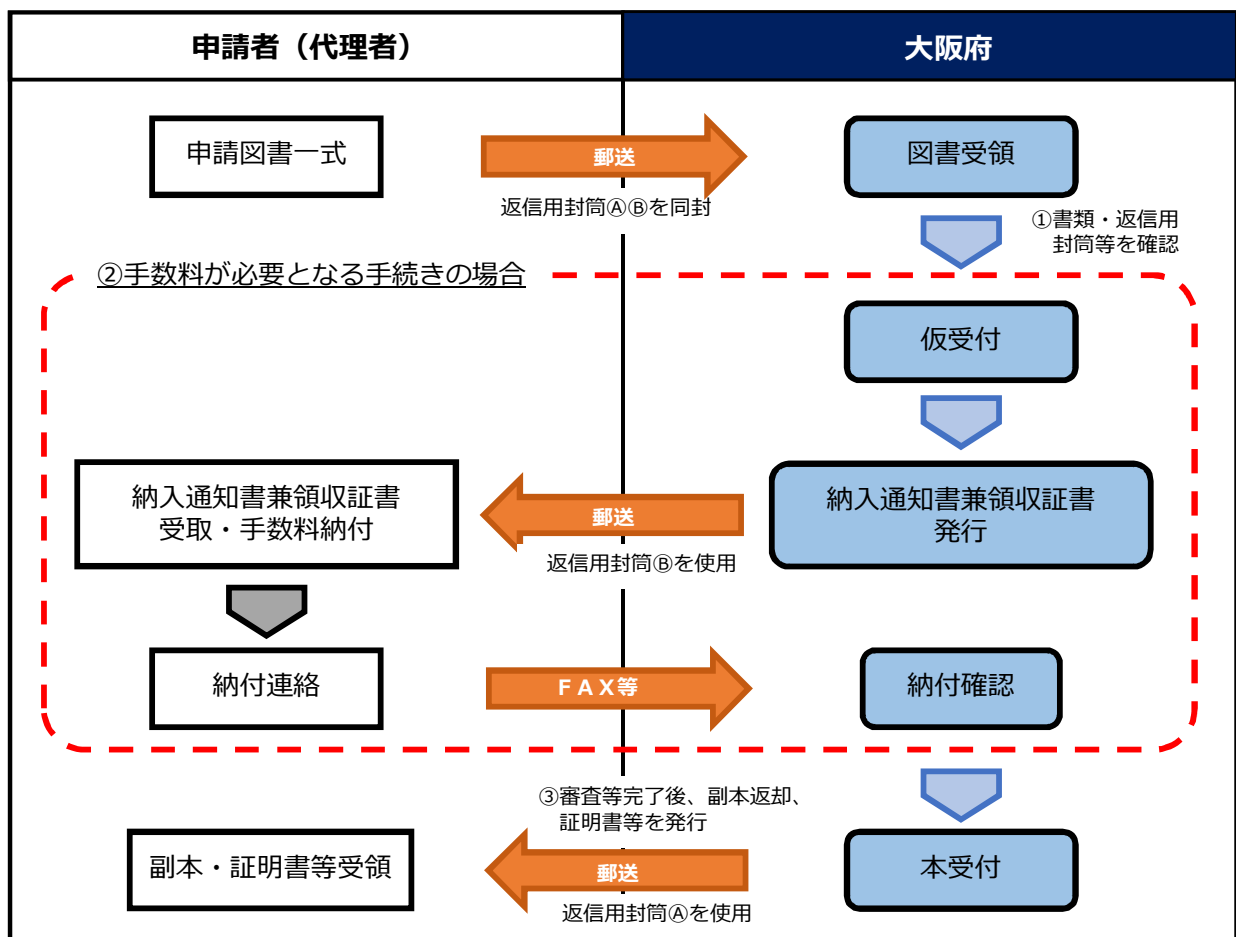 申請者（代理者）
大阪府
申請図書一式
郵送
図書受領
返信用封筒ⒶⒷを同封
①書類・返信用
封筒等を確認
②手数料が必要となる手続きの場合
仮受付
納入通知書兼領収証書
受取・手数料納付
郵送
納入通知書兼領収証書
発行
返信用封筒Ⓑを使用
納付連絡
ＦＡＸ等
納付確認
③審査等完了後、副本返却、
証明書等を発行
副本・証明書等受領
郵送
本受付
返信用封筒Ⓐを使用